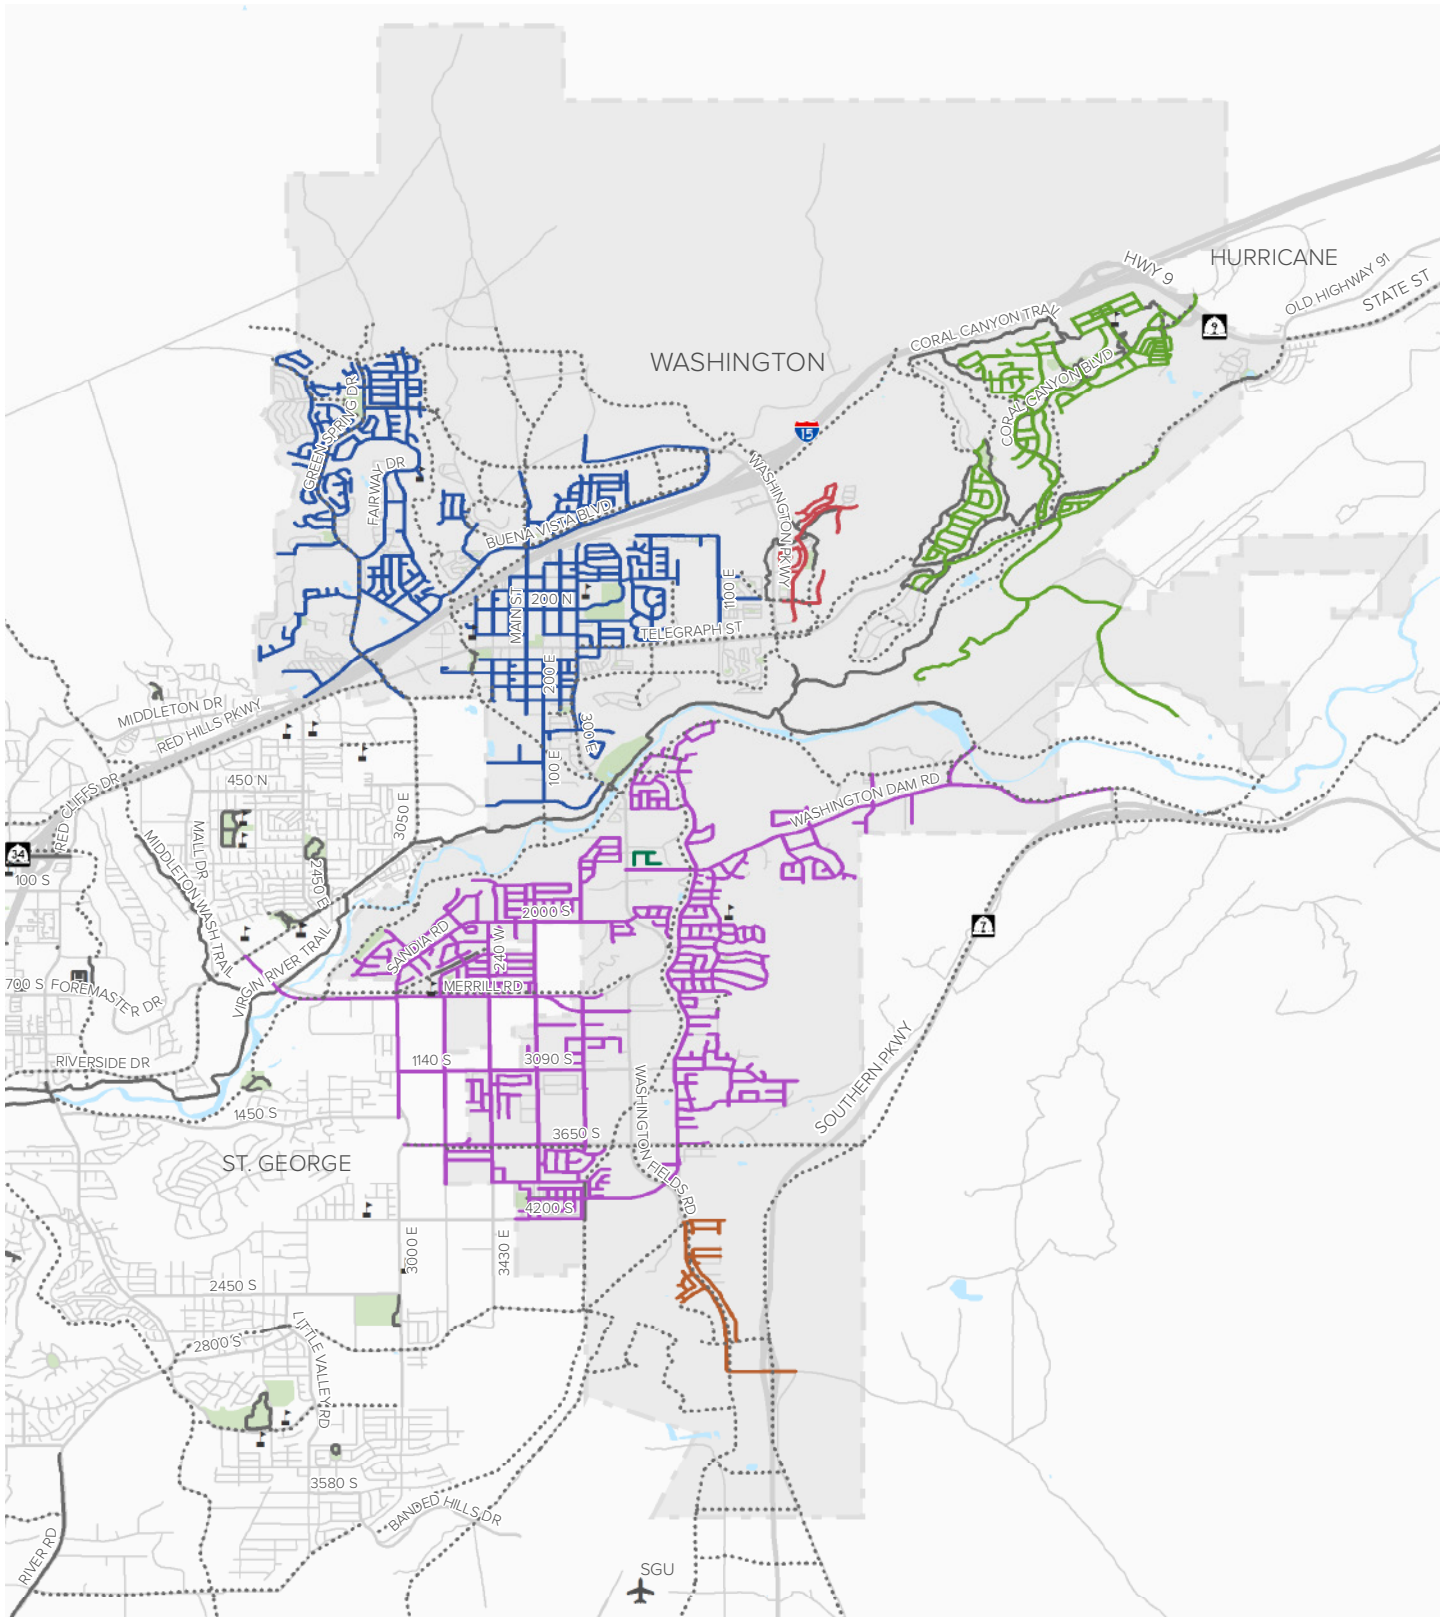 HWY 9
HURRICANE
OLD HIGHWAY 91
STATE ST
9
CORAL CANYON TRAIL
WASHINGTON
CORAL CANYON BLVD
15
GREEN SPRING DR
FAIRWAY DR
WASHINGTON PKWY
BUENA VISTA BLVD
1100 E
200 N
MAIN ST
TELEGRAPH ST
200 E
MIDDLETON DR
RED HILLS PKWY
300 E
100 E
450 N
RED CLIFFS DR
3050 E
WASHINGTON DAM RD
MALL DR
MIDDLETON WASH TRAIL
34
100 S
2450 E
2000 S
7
SANDIA RD
240 W
VIRGIN RIVER TRAIL
700 S
FOREMASTER DR
MERRILL RD
RIVERSIDE DR
1140 S
3090 S
SOUTHERN PKWY
WASHINGTON FIELDS RD
1450 S
3650 S
ST. GEORGE
4200 S
3000 E
3430 E
2450 S
2800 S
LITTLE VALLEY RD
3580 S
BANDED HILLS DR
RIVER RD
SGU